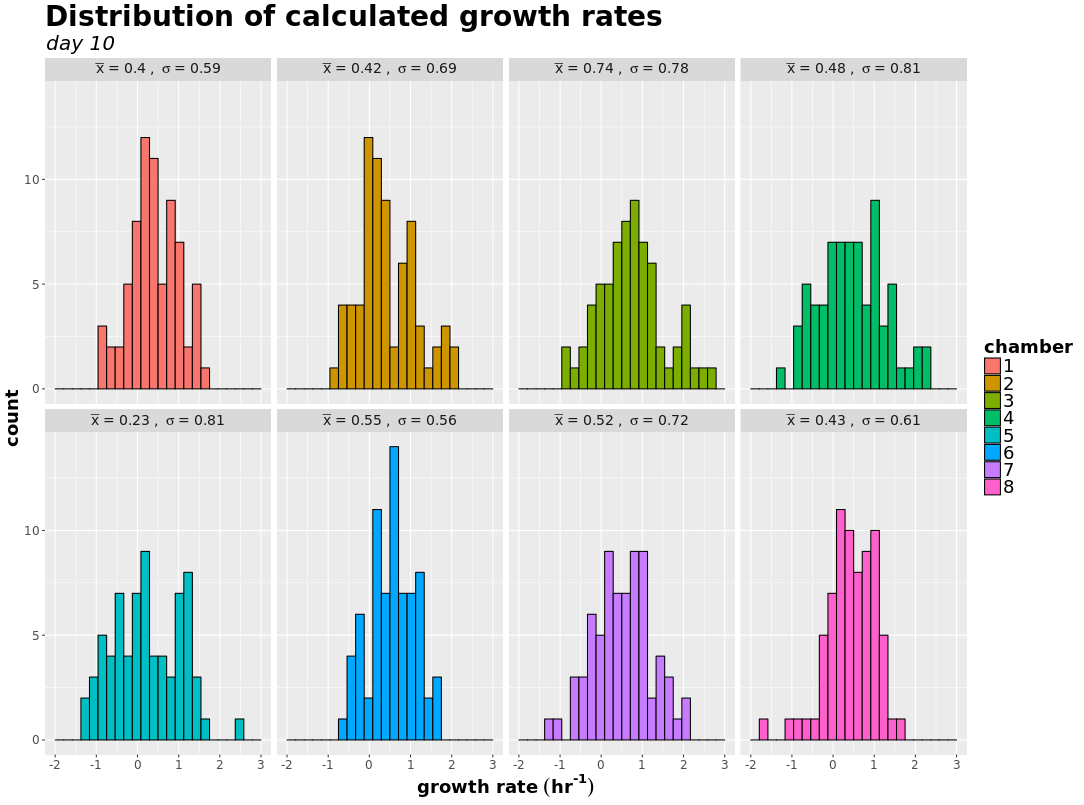 Distribution of calculated growth rates
day 10
x̅ = 0.4 , σ = 0.59
x̅ = 0.42 , σ = 0.69
x̅ = 0.74 , σ = 0.78
x̅ = 0.48 , σ = 0.81
10
5
0
x̅ = 0.23 , σ = 0.81
x̅ = 0.55 , σ = 0.56
x̅ = 0.52 , σ = 0.72
x̅ = 0.43 , σ = 0.61
10
5
0
-2 -1 0 1 2 3
-2 -1 0 1 2 3
-2 -1 0 1 2 3
-2 -1 0 1 2 3
growth rate (hr⁻¹)
count
chamber
1
2
3
4
5
6
7
8